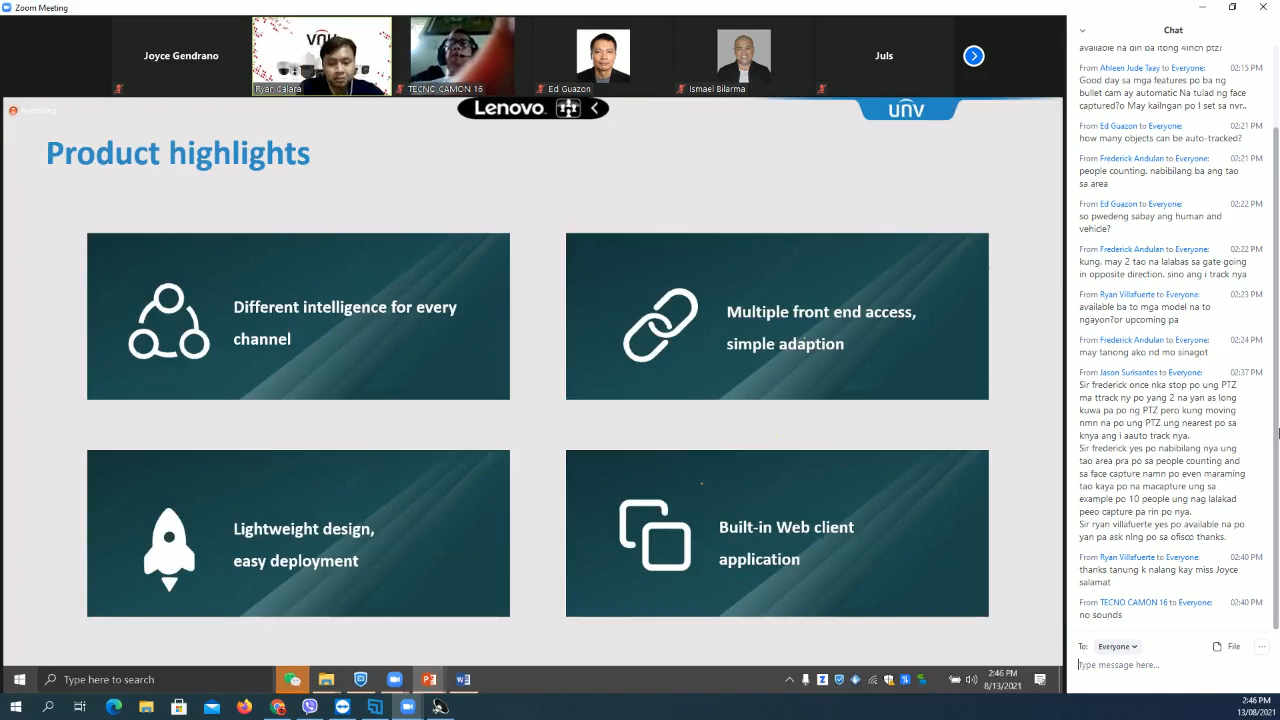 Zoom Meeting
Joyce Gendrano
Ryan Calara
TECNO CAMON 16
Ed Guazon
Ismael Bilarma
Juls
Lenovo
unv
Product highlights
Different intelligence for every
channel
Multiple front end access,
simple adaption
Lightweight design,
easy deployment
Built-in Web client
application
Type here to search
2:46 PM
8/13/2021
Chat
available na din ba itong 4inch ptz?
From Ahleen Jude Taay to Everyone: 02:15 PM
Good day sa mga features po ba ng
bullet cam ay automatic Na tulad ng face
captured?o May kailngan po I set sa nvr..
From Ed Guazon to Everyone: 02:21 PM
how many objects can be auto-tracked?
From Frederick Andulan to Everyone: 02:21 PM
people counting. nabibilang ba ang tao
sa area
From Ed Guazon to Everyone: 02:22 PM
so pwedeng sabay ang human and
vehicle?
From Frederick Andulan to Everyone: 02:22 PM
kung. may 2 tao na lalabas sa gate going
in opposite direction. sino ang i track nya
From Ryan Villafuerte to Everyone: 02:23 PM
available ba to mga model na to
ngayon?or upcoming pa
From Frederick Andulan to Everyone: 02:24 PM
may tanong ako nd mo sinagot
From Jason Surisantos to Everyone: 02:37 PM
Sir frederick once nka stop po ung PTZ
ma ttrack ny po yang 2 na yan as long
kuwa pa po ng PTZ pero kung moving
nmn na po ung PTZ ung nearest po sa
knya ang i aauto track nya.
Sir frederick yes po nabibilang nya ung
tao area pra po sa people counting and
sa face capture namn po even maraming
tao kaya po na macapture ung sa
example po 10 people ung nag lalakad
peeo capture pa rin po nya.
Sir ryan villafuerte yes po available na po
yan pa ask nlng po sa ofisco thanks.
From Ryan Villafuerte to Everyone: 02:40 PM
thanks tanung k nalang kay miss Joyce
salamat
From TECNO CAMON 16 to Everyone: 02:40 PM
no sounds
To: Everyone File
Type message here...
2:46 PM
13/08/2021